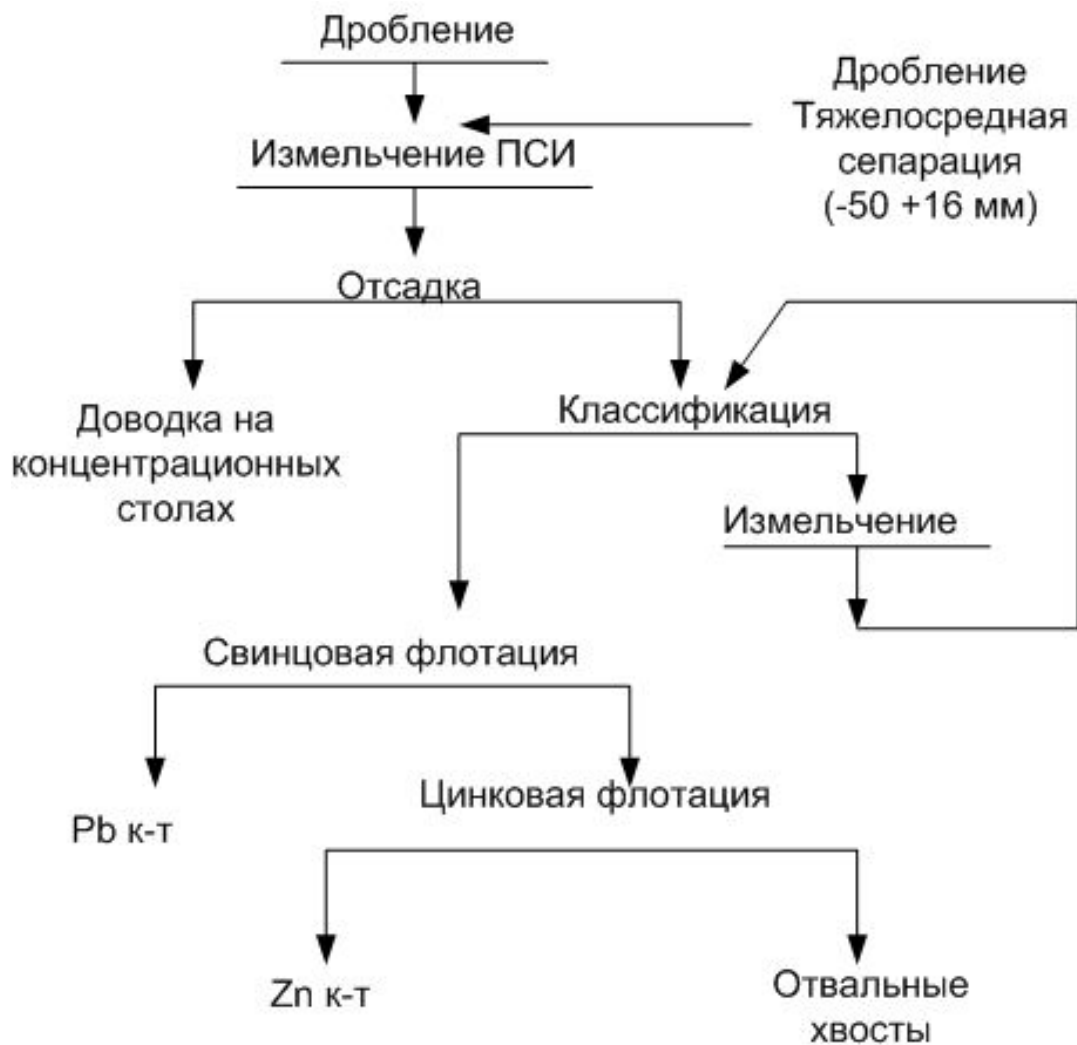 Дробление
Дробление
Тяжелосредная
сепарация
(-50 +16 мм)
Измельчение ПСИ
Отсадка
Доводка на
концентрационных
столах
Классификация
Измельчение
Свинцовая флотация
Цинковая флотация
Pb к-т
Zn к-т
Отвальные
хвосты